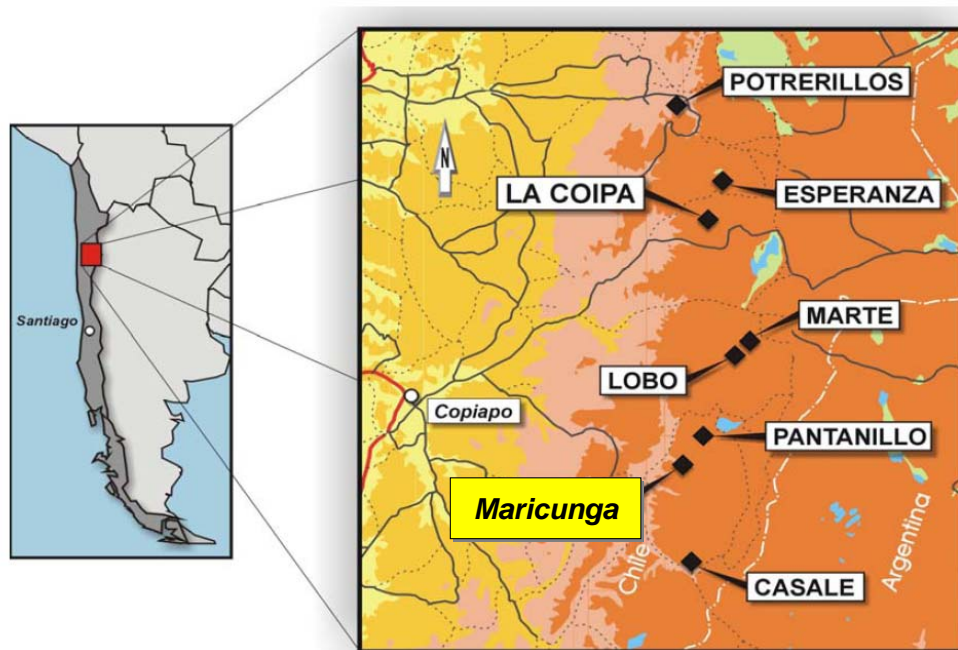 POTRERILLOS
N
LA COIPA
ESPERANZA
MARTE
LOBO
Santiago
Copiapo
PANTANILLO
Maricunga
Chile
Argentina
CASALE